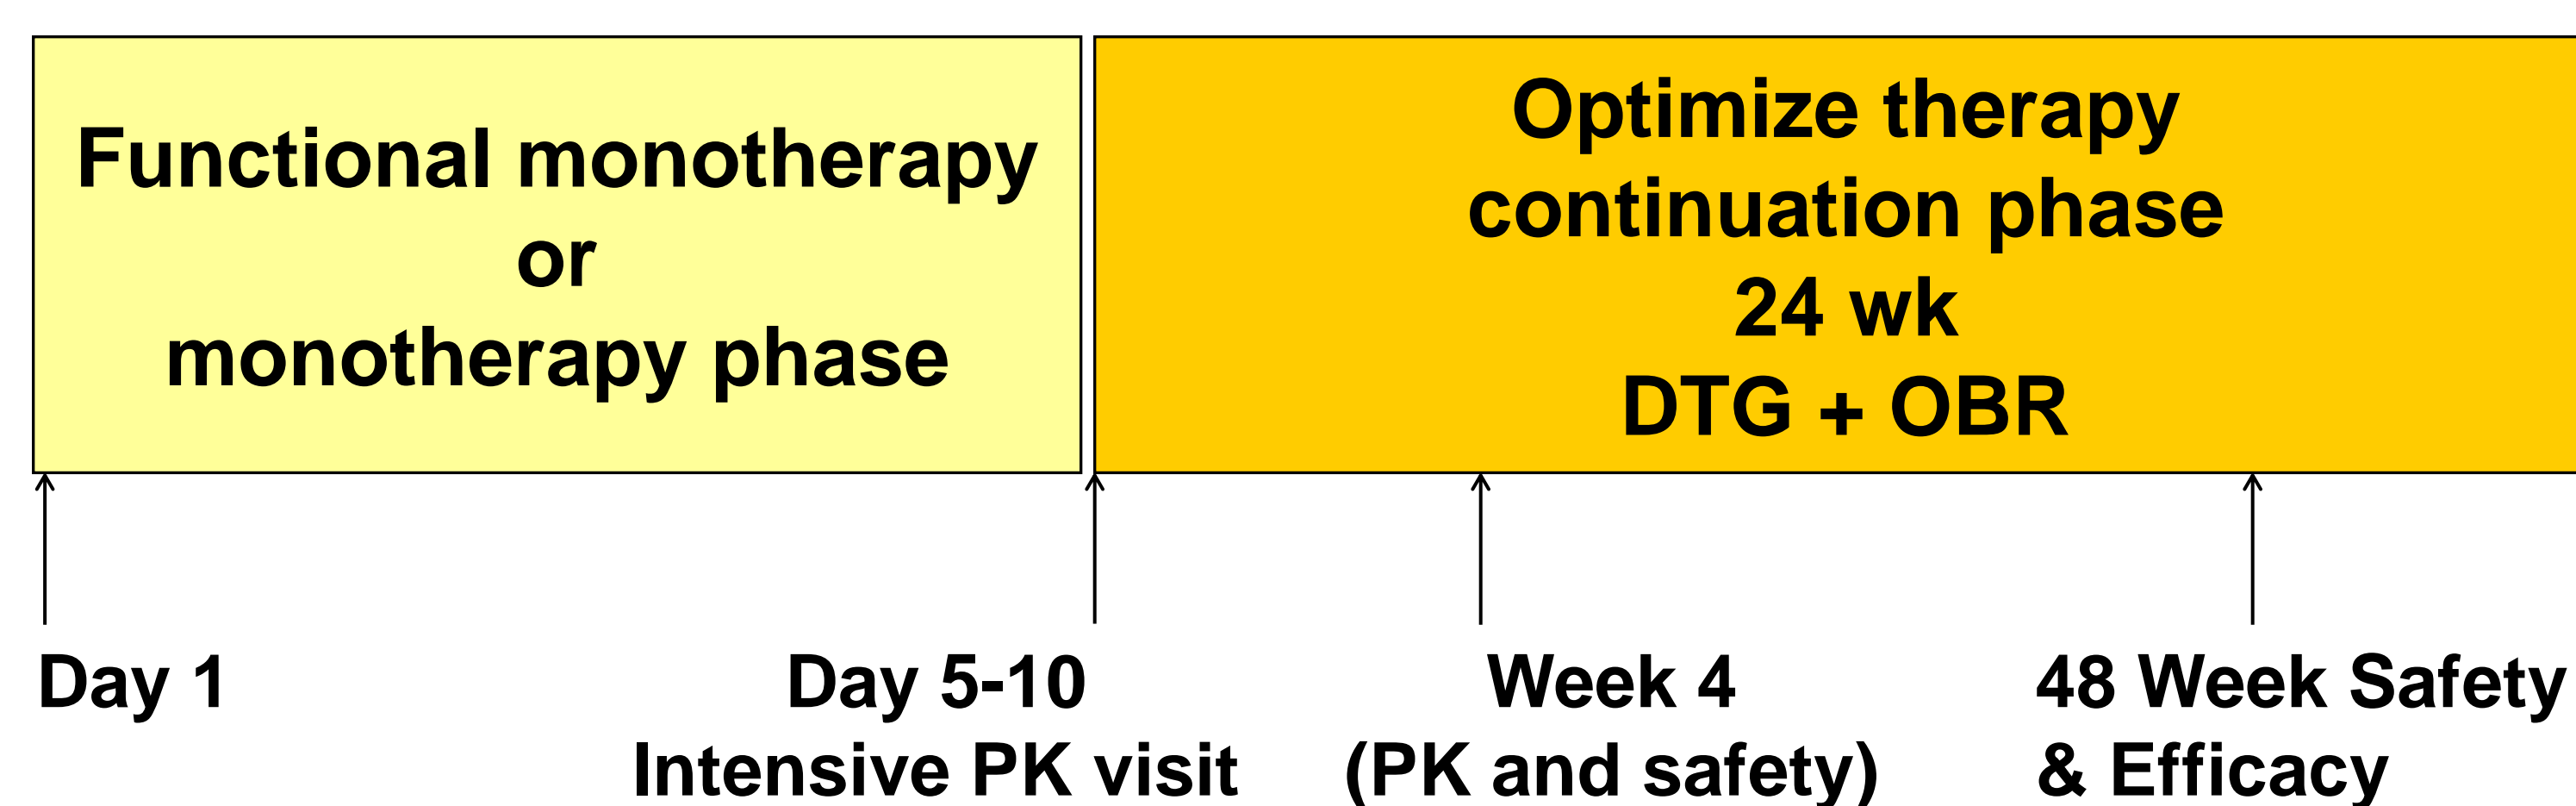 Functional monotherapy
or
monotherapy phase
Optimize therapy
continuation phase
24 wk
DTG + OBR
Day 1
Day 5-10
Intensive PK visit
Week 4
(PK and safety)
48 Week Safety
& Efficacy